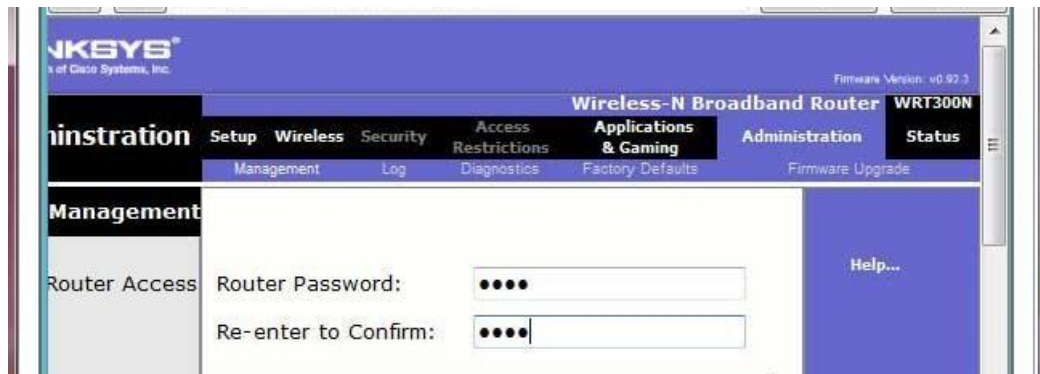 NKSYS®
of Cisco Systems, Inc.
Firmware Version: v0.93.3
Wireless-N Broadband Router WRT300N
ninstration Setup Wireless Security Access Restrictions Applications & Gaming Administration Status
Management Log Diagnostics Factory Defaults Firmware Upgrade
Management
Help...
Router Access Router Password: ••••
Re-enter to Confirm: ••••